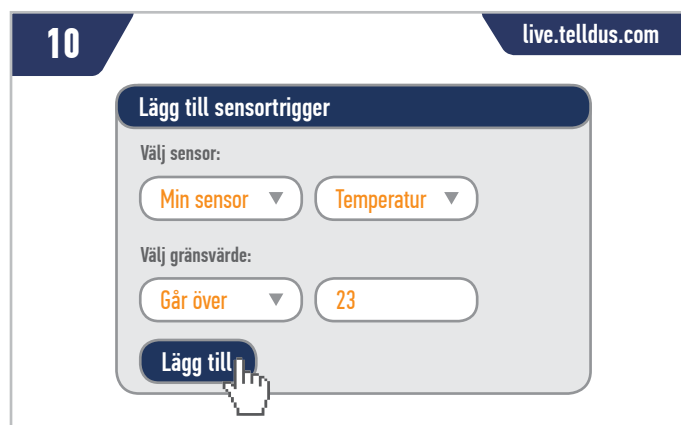 10
live.telldus.com
Lägg till sensortrigger
Välj sensor:
Min sensor Temperatur
Välj gränsvärde:
Går över 23
Lägg till